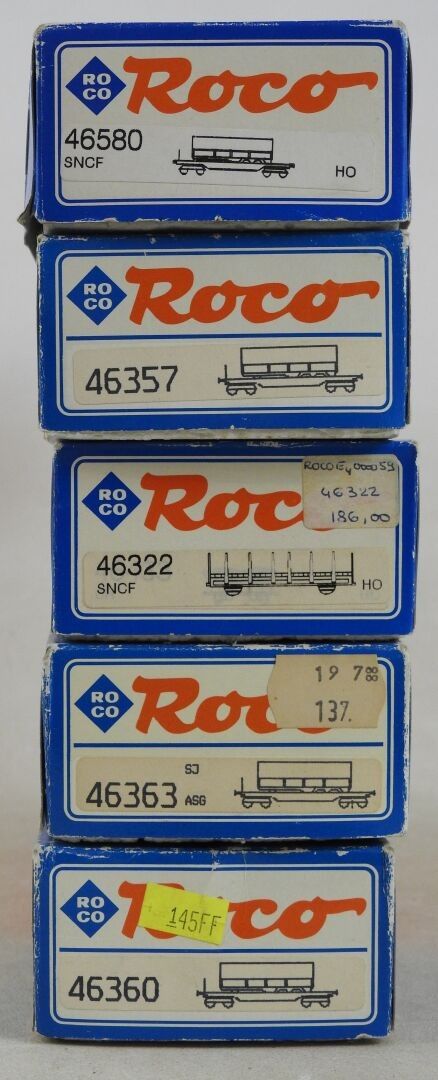 RO
CO
Roco
46580
SNCF
HO
RO
CO
Roco
46357
RO
CO
Roco
46322
186,00
46322
SNCF
HO
RO
CO
Roco
19 7
137.
SJ
46363 ASG
RO
CO
Roco
145FF
46360